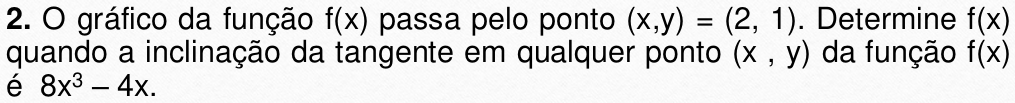 2. O gráfico da função f(x) passa pelo ponto (x,y) = (2, 1). Determine f(x)
quando a inclinação da tangente em qualquer ponto (x , y) da função f(x)
é 8x³ – 4x.